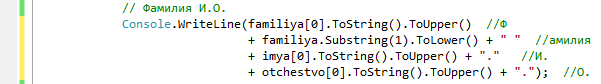 // Фамилия И.О.
Console.WriteLine(familiya[0].ToString().ToUpper() //Ф
+ familiya.Substring(1).ToLower() + " " //амилия
+ imya[0].ToString().ToUpper() + "." //И.
+ otchestvo[0].ToString().ToUpper() + "."); //О.